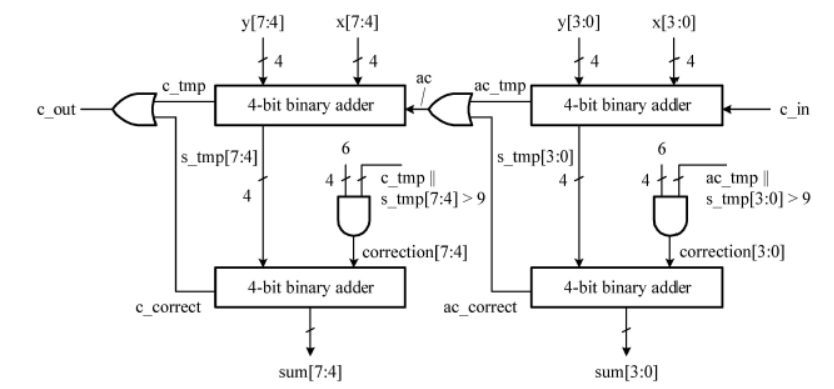 y[7:4] x[7:4] y[3:0] x[3:0]
4 4 4 4
c_tmp ac ac_tmp
c_out 4-bit binary adder 4-bit binary adder c_in
s_tmp[7:4] 6 s_tmp[3:0] 6
4 4 c_tmp || 4 4 ac_tmp ||
s_tmp[7:4] > 9 s_tmp[3:0] > 9
correction[7:4] correction[3:0]
4-bit binary adder 4-bit binary adder
c_correct ac_correct
sum[7:4] sum[3:0]